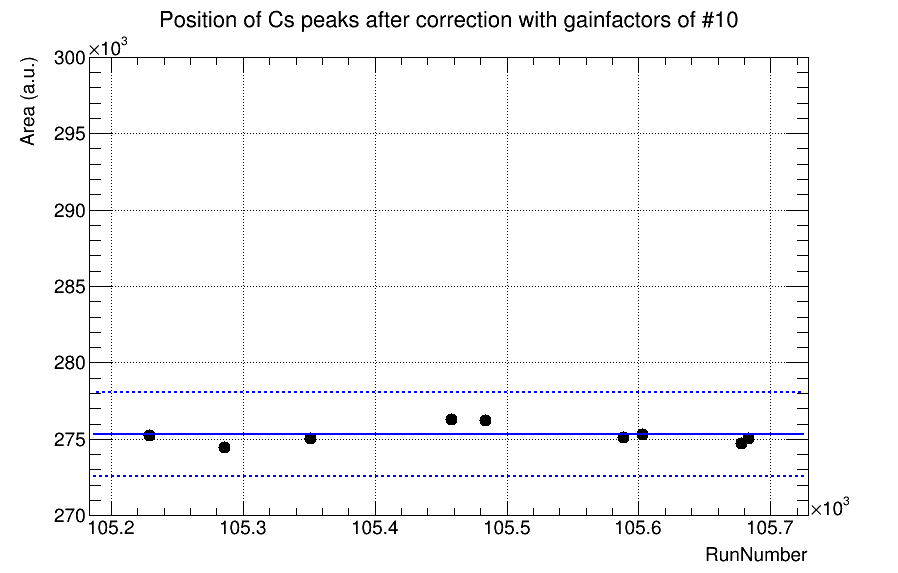 Position of Cs peaks after correction with gainfactors of #10
×10³
Area (a.u.)
300
295
290
285
280
275
270
105.2 105.3 105.4 105.5 105.6 105.7
×10³
RunNumber